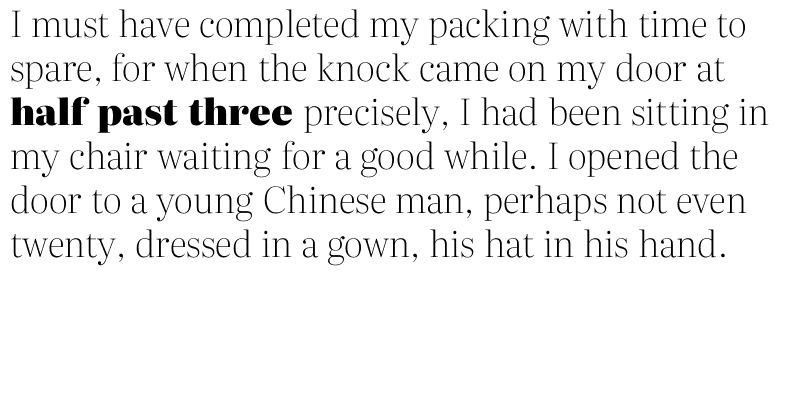 I must have completed my packing with time to
spare, for when the knock came on my door at
half past three precisely, I had been sitting in
my chair waiting for a good while. I opened the
door to a young Chinese man, perhaps not even
twenty, dressed in a gown, his hat in his hand.